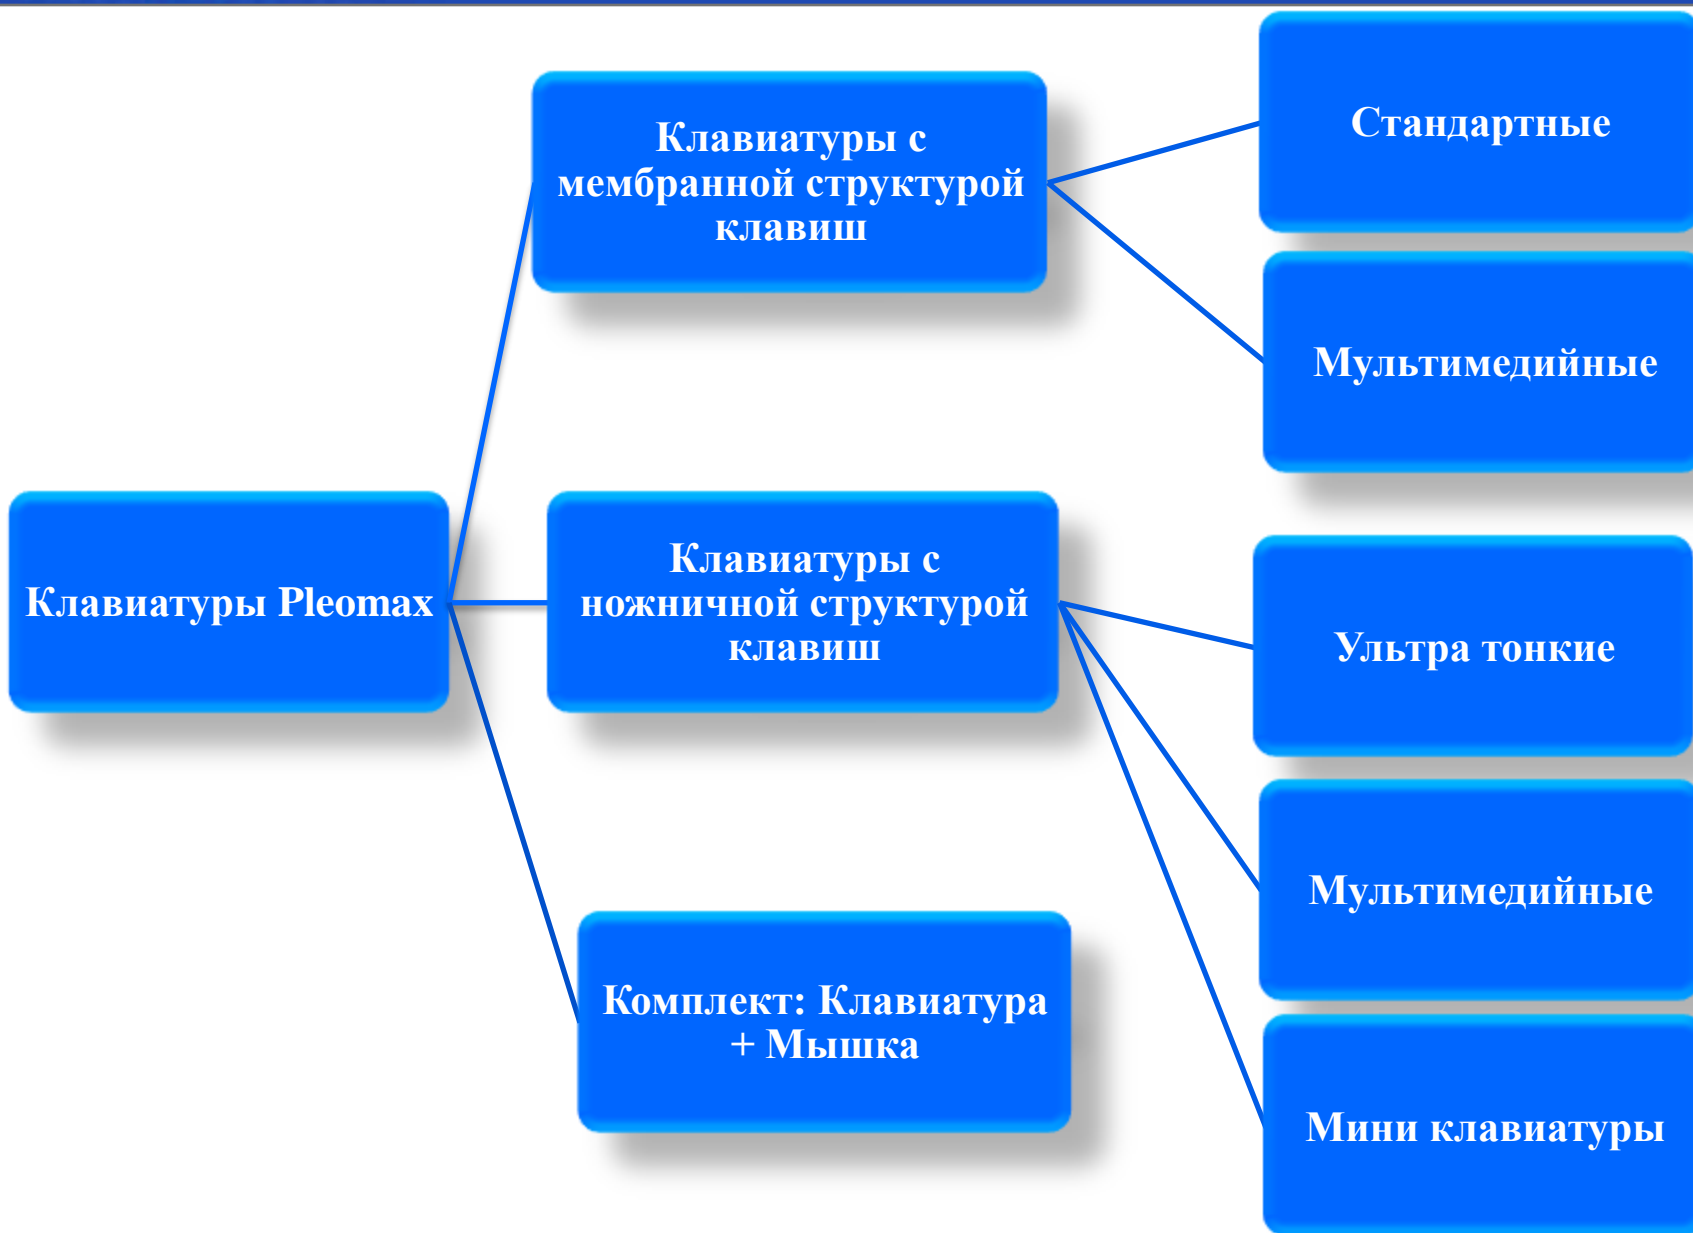 Клавиатуры Pleomax
Клавиатуры с
мембранной структурой
клавиш
Стандартные
Мультимедийные
Клавиатуры с
ножничной структурой
клавиш
Ультра тонкие
Мультимедийные
Мини клавиатуры
Комплект: Клавиатура
+ Мышка